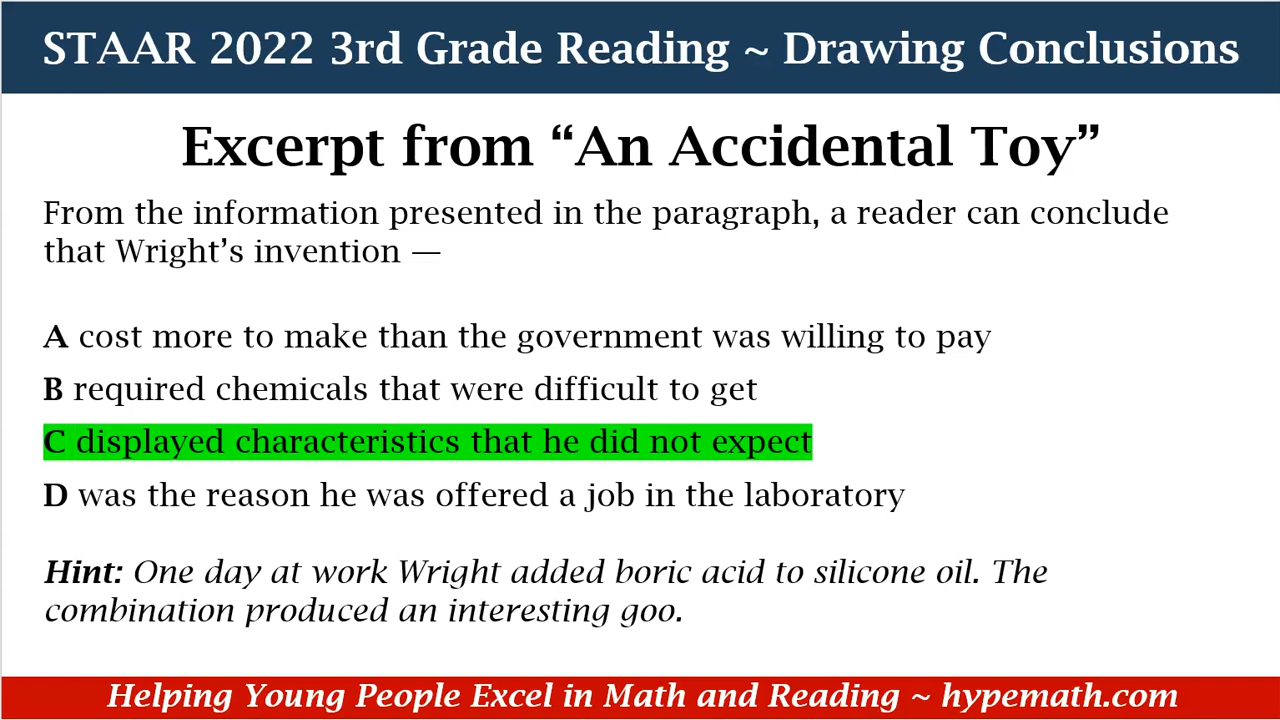 STAAR 2022 3rd Grade Reading ~ Drawing Conclusions
Excerpt from “An Accidental Toy”
From the information presented in the paragraph, a reader can conclude
that Wright’s invention —
A cost more to make than the government was willing to pay
B required chemicals that were difficult to get
C displayed characteristics that he did not expect
D was the reason he was offered a job in the laboratory
Hint: One day at work Wright added boric acid to silicone oil. The
combination produced an interesting goo.
Helping Young People Excel in Math and Reading ~ hypemath.com